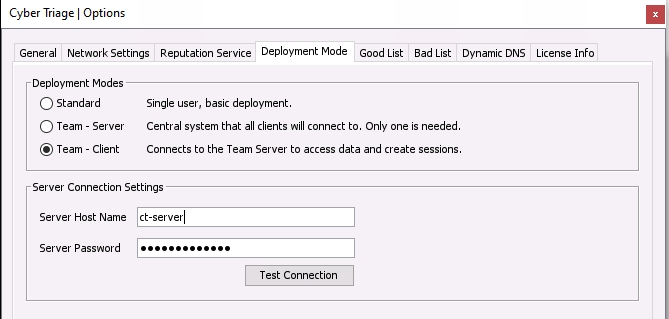 Cyber Triage | Options
x
General Network Settings Reputation Service Deployment Mode Good List Bad List Dynamic DNS License Info
Deployment Modes
Standard Single user, basic deployment.
Team - Server Central system that all clients will connect to. Only one is needed.
Team - Client Connects to the Team Server to access data and create sessions.
Server Connection Settings
Server Host Name ct-server
Server Password •••••••••••••
Test Connection